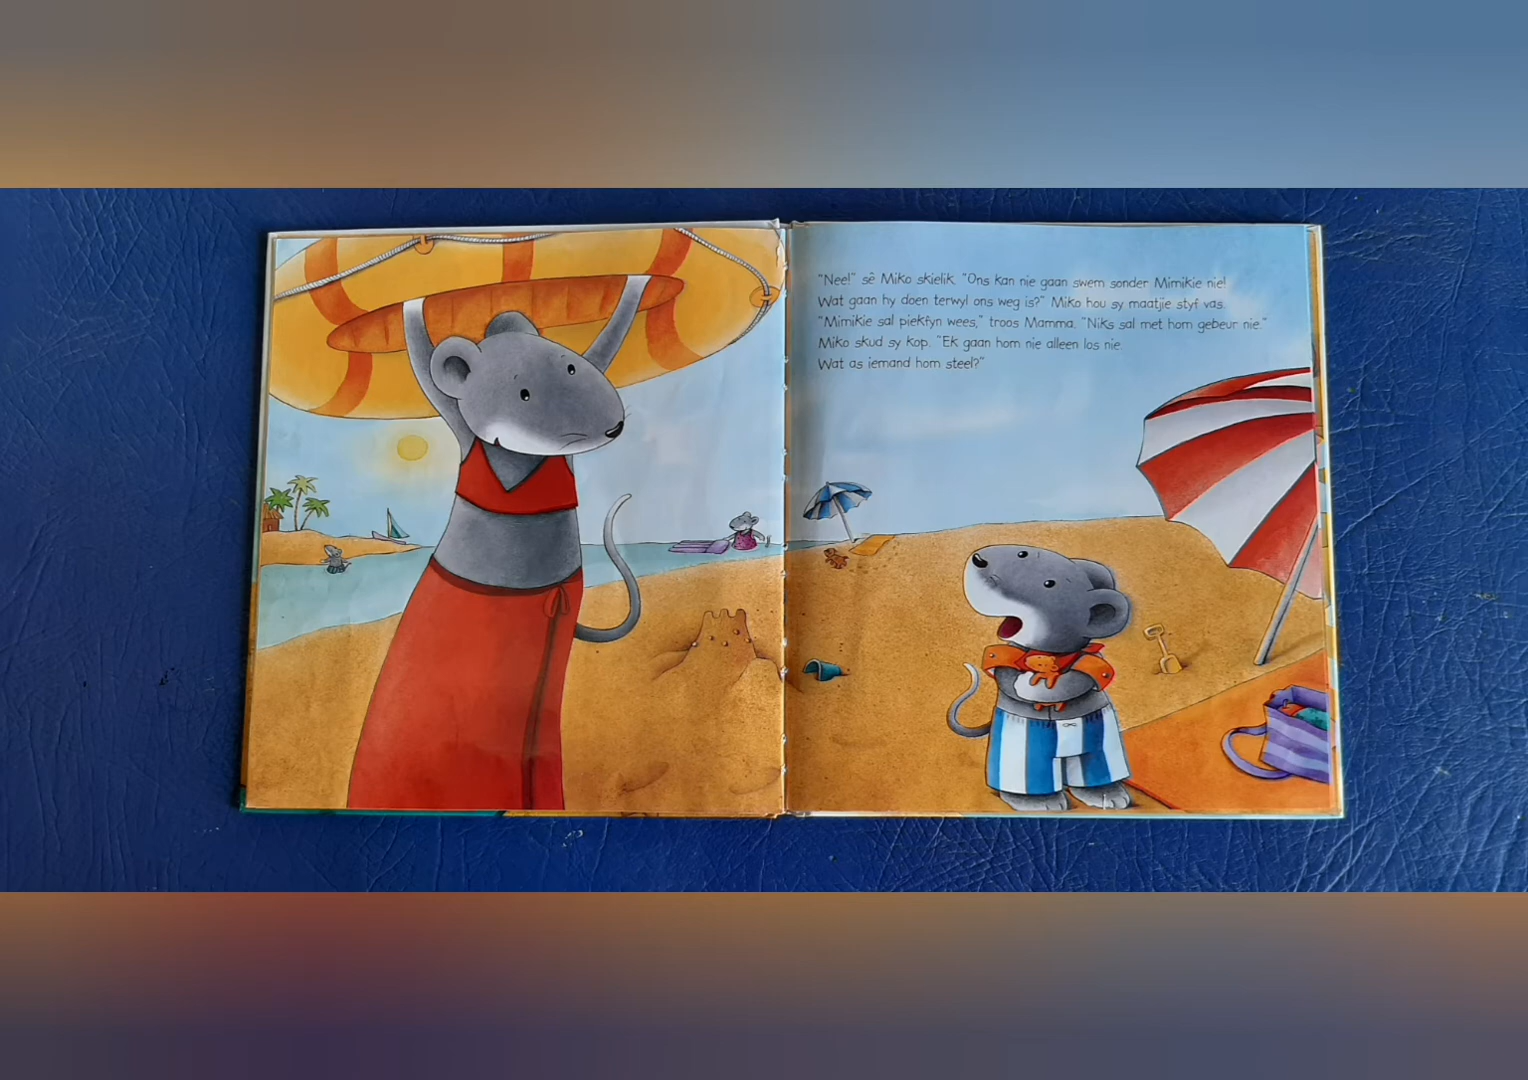 "Nee!" sê Miko skielik. "Ons kan nie gaan swem sonder Mimikie nie!
Wat gaan hy doen terwyl ons weg is?" Miko hou sy maatjie styf vas.
"Mimikie sal piekfyn wees," troos Mamma. "Niks sal met hom gebeur nie."
Miko skud sy kop. "Ek gaan hom nie alleen los nie.
Wat as iemand hom steel?"